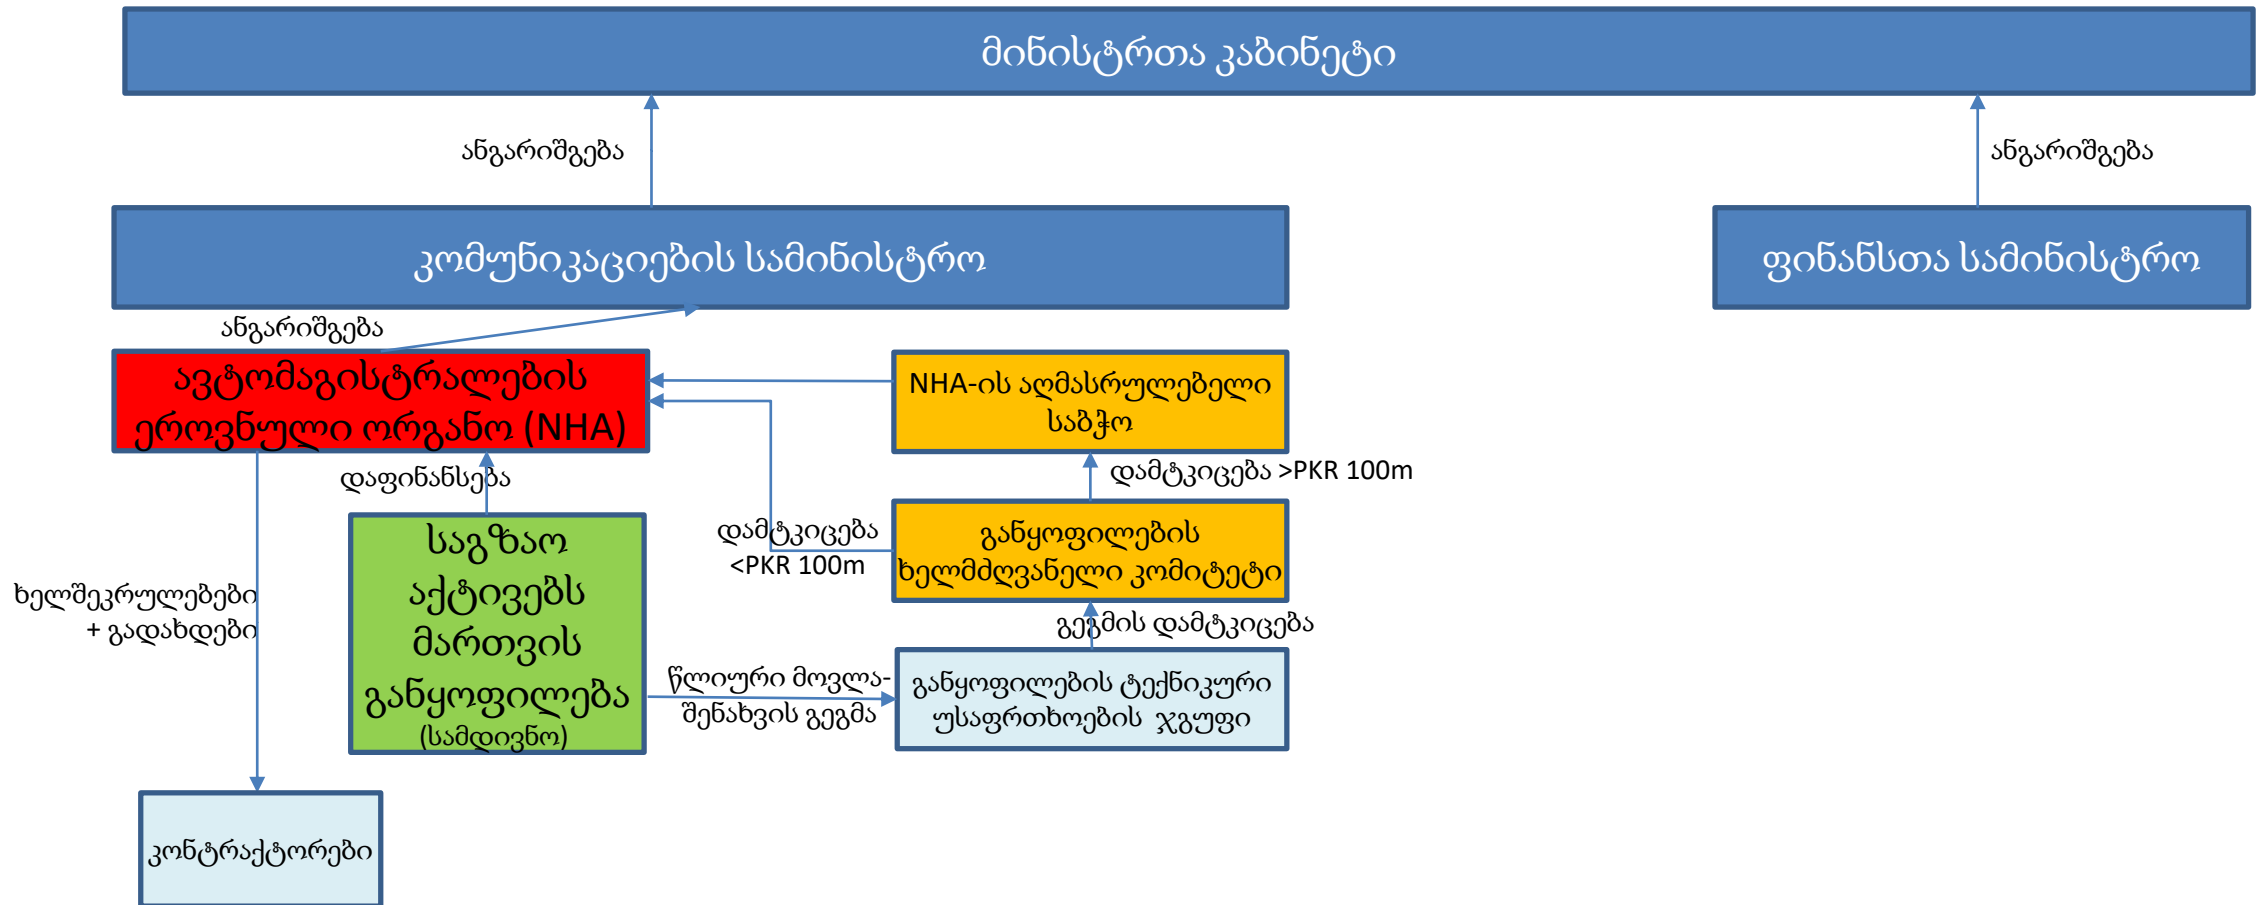 მინისტრთა კაბინეტი
ანგარიშგება
ანგარიშგება
კომუნიკაციების სამინისტრო
ფინანსთა სამინისტრო
ანგარიშგება
ავტომაგისტრალების
ეროვნული ორგანო (NHA)
NHA-ის აღმასრულებელი
საბჭო
დაფინანსება
დამტკიცება >PKR 100m
საგზაო
აქტივებს
მართვის
განყოფილება
(სამდივნო)
დამტკიცება
<PKR 100m
განყოფილების
ხელმძღვანელი კომიტეტი
ხელშეკრულებები
+ გადახდები
გეგმის დამტკიცება
წლიური მოვლა-
შენახვის გეგმა
განყოფილების ტექნიკური
უსაფრთხოების ჯგუფი
კონტრაქტორები